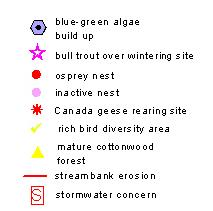 blue-green algae
build up
bull trout over wintering site
osprey nest
inactive nest
Canada geese rearing site
rich bird diversity area
mature cottonwood
forest
streambank erosion
S stormwater concern